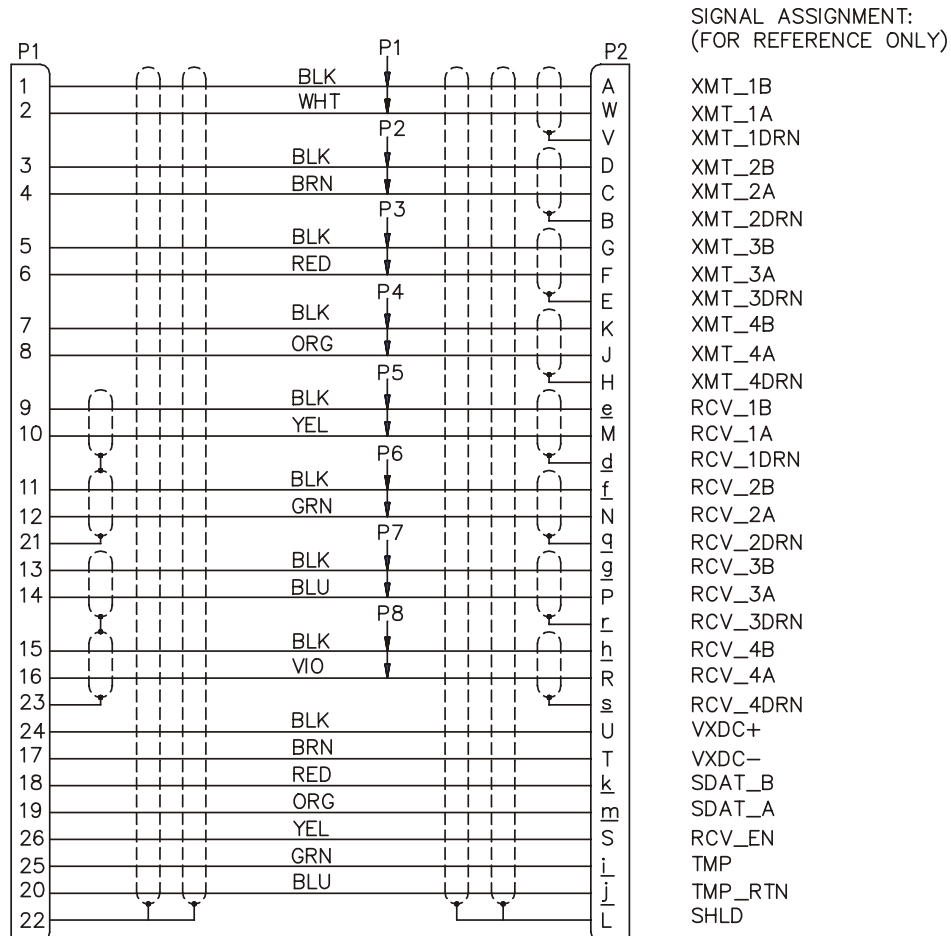 SIGNAL ASSIGNMENT:
(FOR REFERENCE ONLY)
P1 P1 P2
1 BLK A XMT_1B
2 WHT W XMT_1A
P2 V XMT_1DRN
3 BLK D XMT_2B
4 BRN C XMT_2A
P3 B XMT_2DRN
5 BLK G XMT_3B
6 RED F XMT_3A
P4 E XMT_3DRN
7 BLK K XMT_4B
8 ORG J XMT_4A
P5 H XMT_4DRN
9 BLK e RCV_1B
10 YEL M RCV_1A
P6 d RCV_1DRN
11 BLK f RCV_2B
12 GRN N RCV_2A
21 P7 q RCV_2DRN
13 BLK g RCV_3B
14 BLU P RCV_3A
P8 r RCV_3DRN
15 BLK h RCV_4B
16 VIO R RCV_4A
23 s RCV_4DRN
24 BLK U VXDC+
17 BRN T VXDC−
18 RED k SDAT_B
19 ORG m SDAT_A
26 YEL S RCV_EN
25 GRN i TMP
20 BLU j TMP_RTN
22 L SHLD